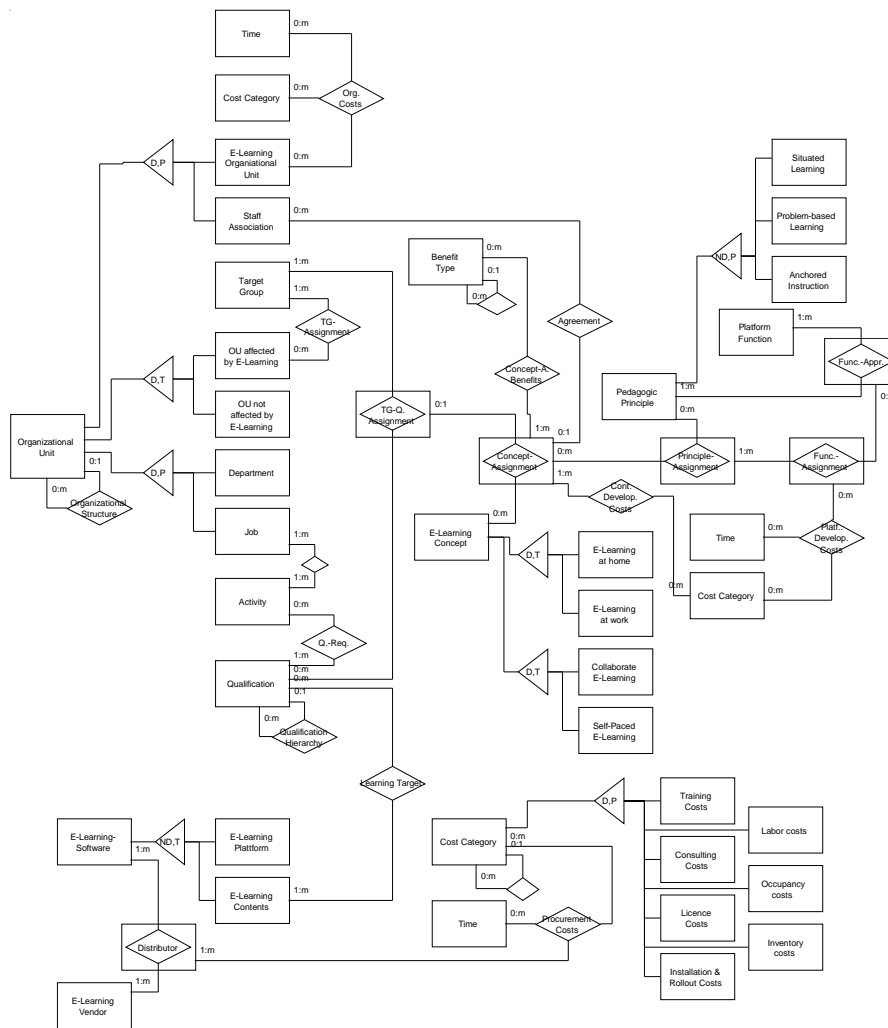 Time
0:m
Cost Category
0:m
Org.
Costs
E-Learning
Organiational
Unit
0:m
D,P
Staff
Association
0:m
Target
Group
1:m
1:m
TG-
Assignment
OU affected
by E-Learning
0:m
D,T
OU not
affected by
E-Learning
TG-Q.
Assignment
0:1
Organizational
Unit
0:1
0:m
Organizational
Structure
D,P
Department
Job
1:m
Activity
1:m
0:m
Q.-Req.
Qualification
1:m
0:m
0:m
0:1
0:m
Qualification
Hierarchy
Learning Target
Benefit
Type
0:m
0:1
0:m
Agreement
Concept-A.
Benefits
1:m
0:1
Concept-
Assignment
0:m
1:m
0:m
Cont.
Develop.
Costs
E-Learning
Concept
D,T
E-Learning
at home
E-Learning
at work
D,T
Collaborate
E-Learning
Self-Paced
E-Learning
Situated
Learning
Problem-based
Learning
ND,P
Anchored
Instruction
Platform
Function
1:m
Func.-Appr.
Pedagogic
Principle
1:m
0:m
0:
Principle-
Assignment
1:m
1:m
Func.-
Assignment
0:m
Time
0:m
Platf..
Develop.
Costs
0:m
Cost Category
0:m
E-Learning-
Software
1:m
ND,T
E-Learning
Plattform
E-Learning
Contents
1:m
Distributor
1:m
1:m
E-Learning
Vendor
Cost Category
0:m
0:1
0:m
Time
0:m
Procurement
Costs
D,P
Training
Costs
Labor costs
Consulting
Costs
Occupancy
costs
Licence
Costs
Inventory
costs
Installation &
Rollout Costs